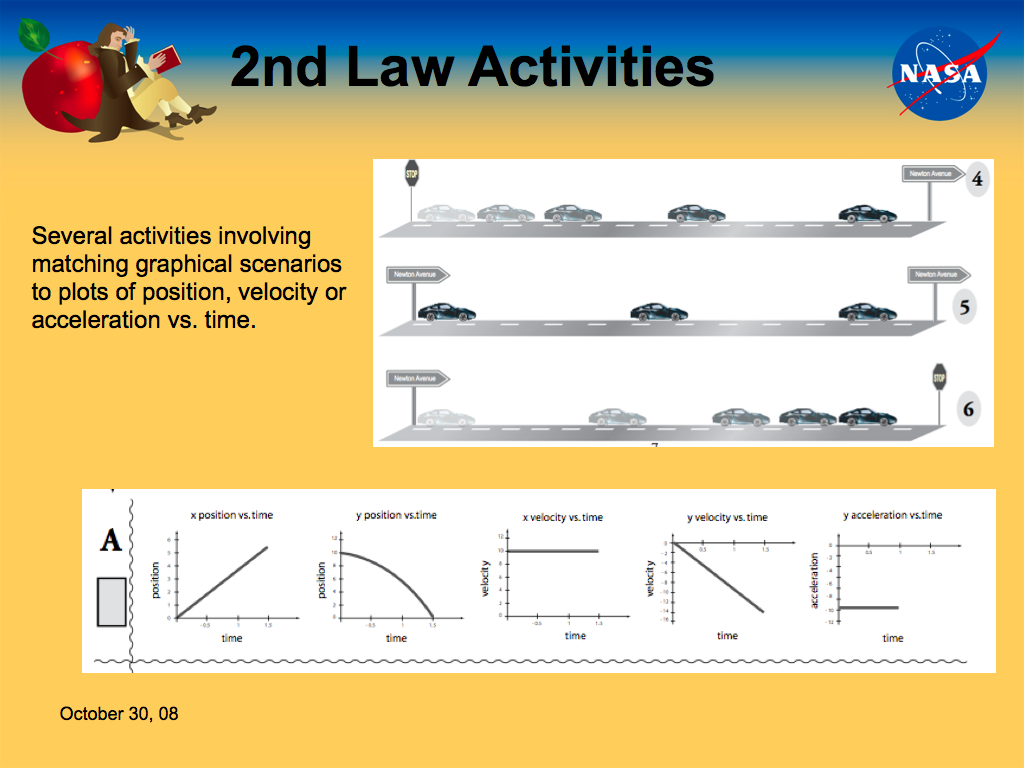 2nd Law Activities
NASA
Several activities involving
matching graphical scenarios
to plots of position, velocity or
acceleration vs. time.
STOP
Newton Avenue
4
Newton Avenue
Newton Avenue
5
Newton Avenue
STOP
6
7
A
x position vs. time
position
time
y position vs.time
position
time
x velocity vs. time
velocity
time
y velocity vs. time
velocity
time
y acceleration vs.time
acceleration
time
October 30, 08